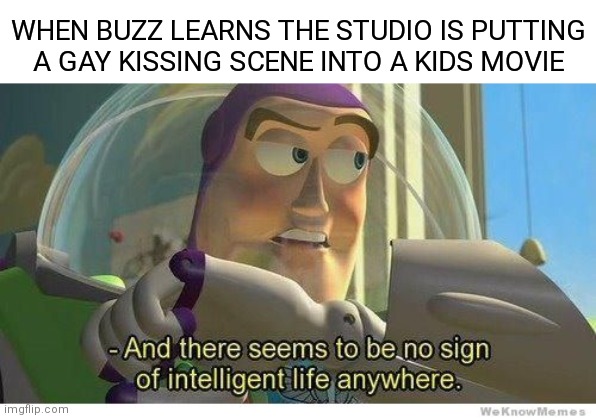 WHEN BUZZ LEARNS THE STUDIO IS PUTTING
A GAY KISSING SCENE INTO A KIDS MOVIE
- And there seems to be no sign
of intelligent life anywhere.
imgflip.com
WeKnowMemes